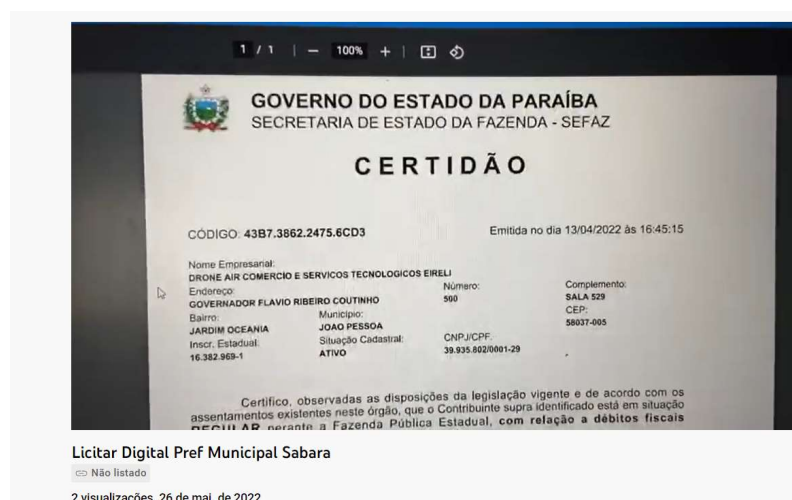 1 / 1 | − 100% + |
GOVERNO DO ESTADO DA PARAÍBA
SECRETARIA DE ESTADO DA FAZENDA - SEFAZ
CERTIDÃO
CÓDIGO: 43B7.3862.2475.6CD3 Emitida no dia 13/04/2022 às 16:45:15
Nome Empresarial:
DRONE AIR COMERCIO E SERVICOS TECNOLOGICOS EIRELI
Endereço: Número: Complemento:
GOVERNADOR FLAVIO RIBEIRO COUTINHO 500 SALA 529
Bairro: Município: CEP:
JARDIM OCEANIA JOAO PESSOA 58037-005
Inscr. Estadual: Situação Cadastral: CNPJ/CPF.
16.382.969-1 ATIVO 39.935.802/0001-29
Certifico, observadas as disposições da legislação vigente e de acordo com os
assentamentos existentes neste órgão, que o Contribuinte supra identificado está em situação
REGULAR perante a Fazenda Pública Estadual, com relação a débitos fiscais
Licitar Digital Pref Municipal Sabara
Não listado
2 visualizações 26 de mai. de 2022